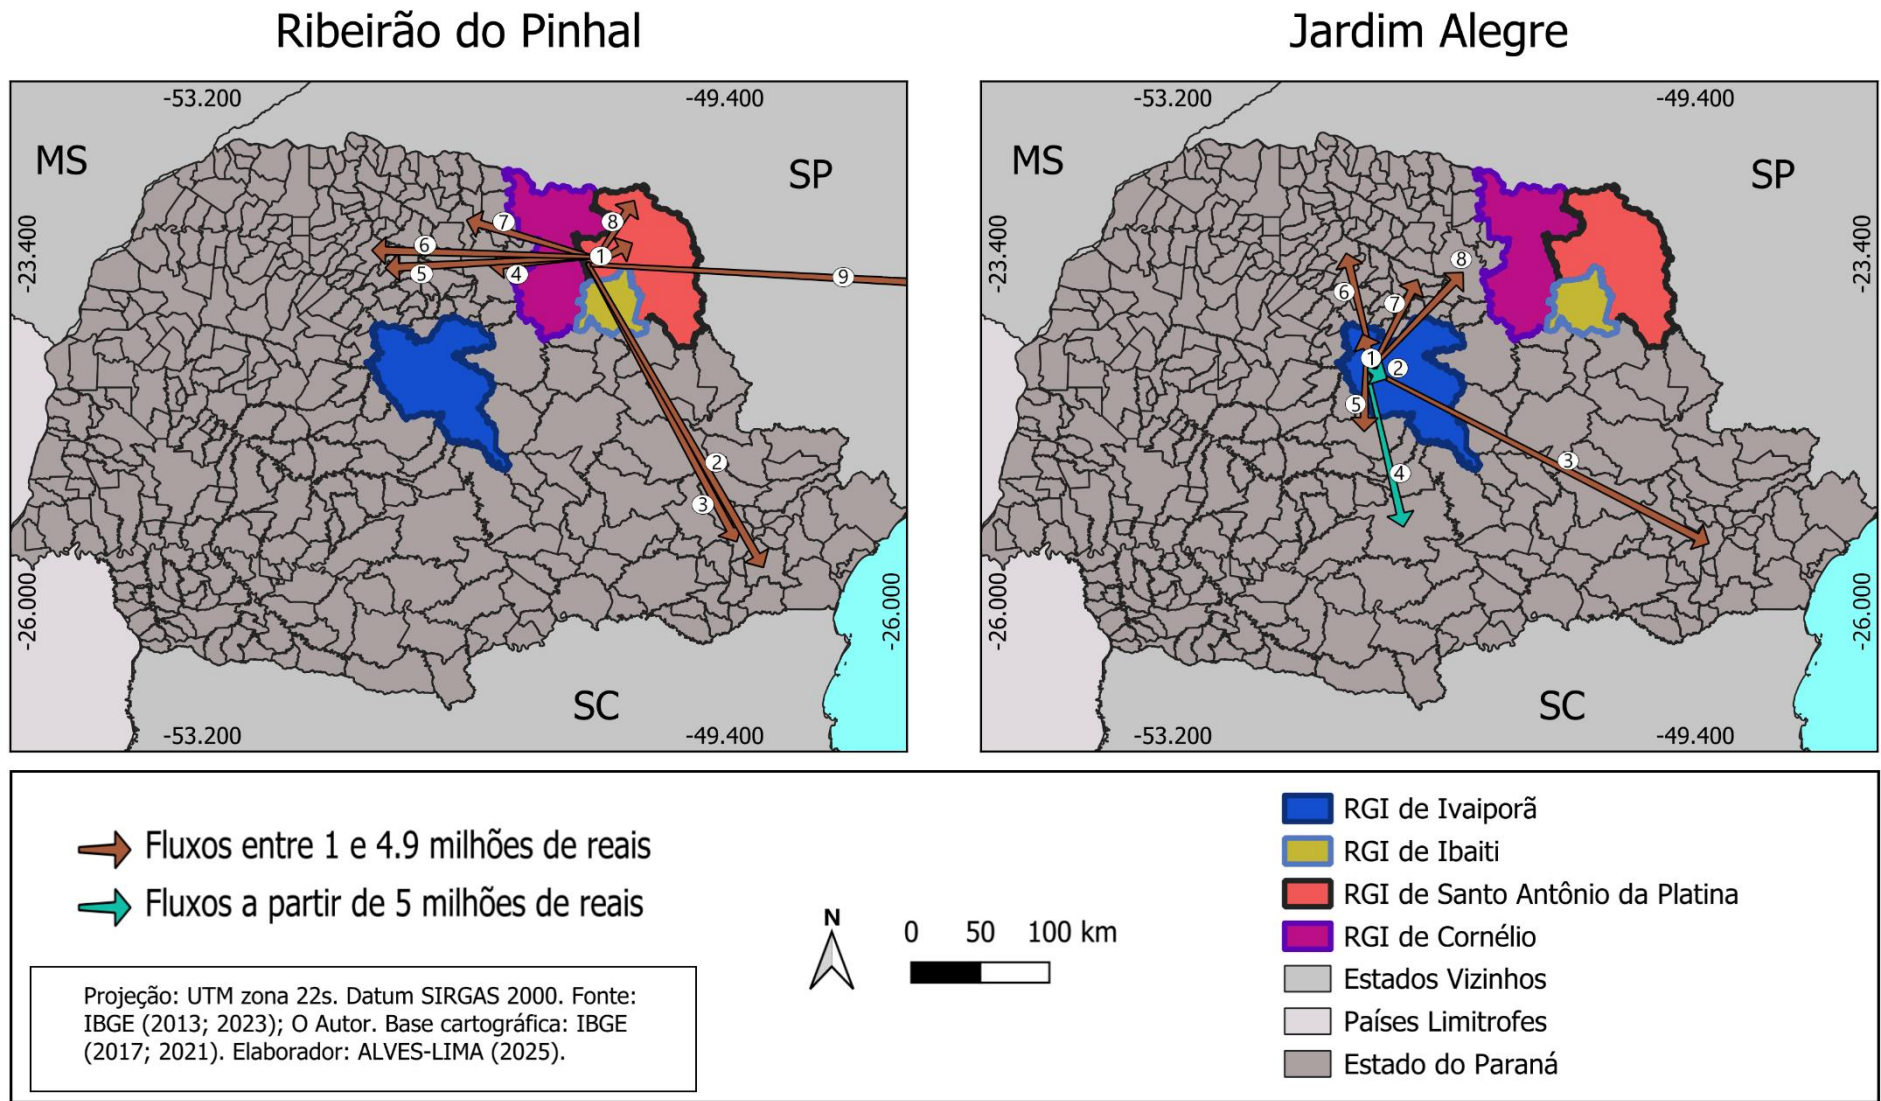 Ribeirão do Pinhal
-53.200
-49.400
MS
SP
-23.400
7
8
6
1
5
4
9
2
3
-26.000
-26.000
SC
-53.200
-49.400
Jardim Alegre
-53.200
-49.400
MS
SP
-23.400
-23.400
8
6
7
1
2
5
3
4
-26.000
-26.000
SC
-53.200
-49.400
Fluxos entre 1 e 4.9 milhões de reais
Fluxos a partir de 5 milhões de reais
Projeção: UTM zona 22s. Datum SIRGAS 2000. Fonte:
IBGE (2013; 2023); O Autor. Base cartográfica: IBGE
(2017; 2021). Elaborador: ALVES-LIMA (2025).
N
0 50 100 km
RGI de Ivaiporã
RGI de Ibaiti
RGI de Santo Antônio da Platina
RGI de Cornélio
Estados Vizinhos
Países Limitrofes
Estado do Paraná